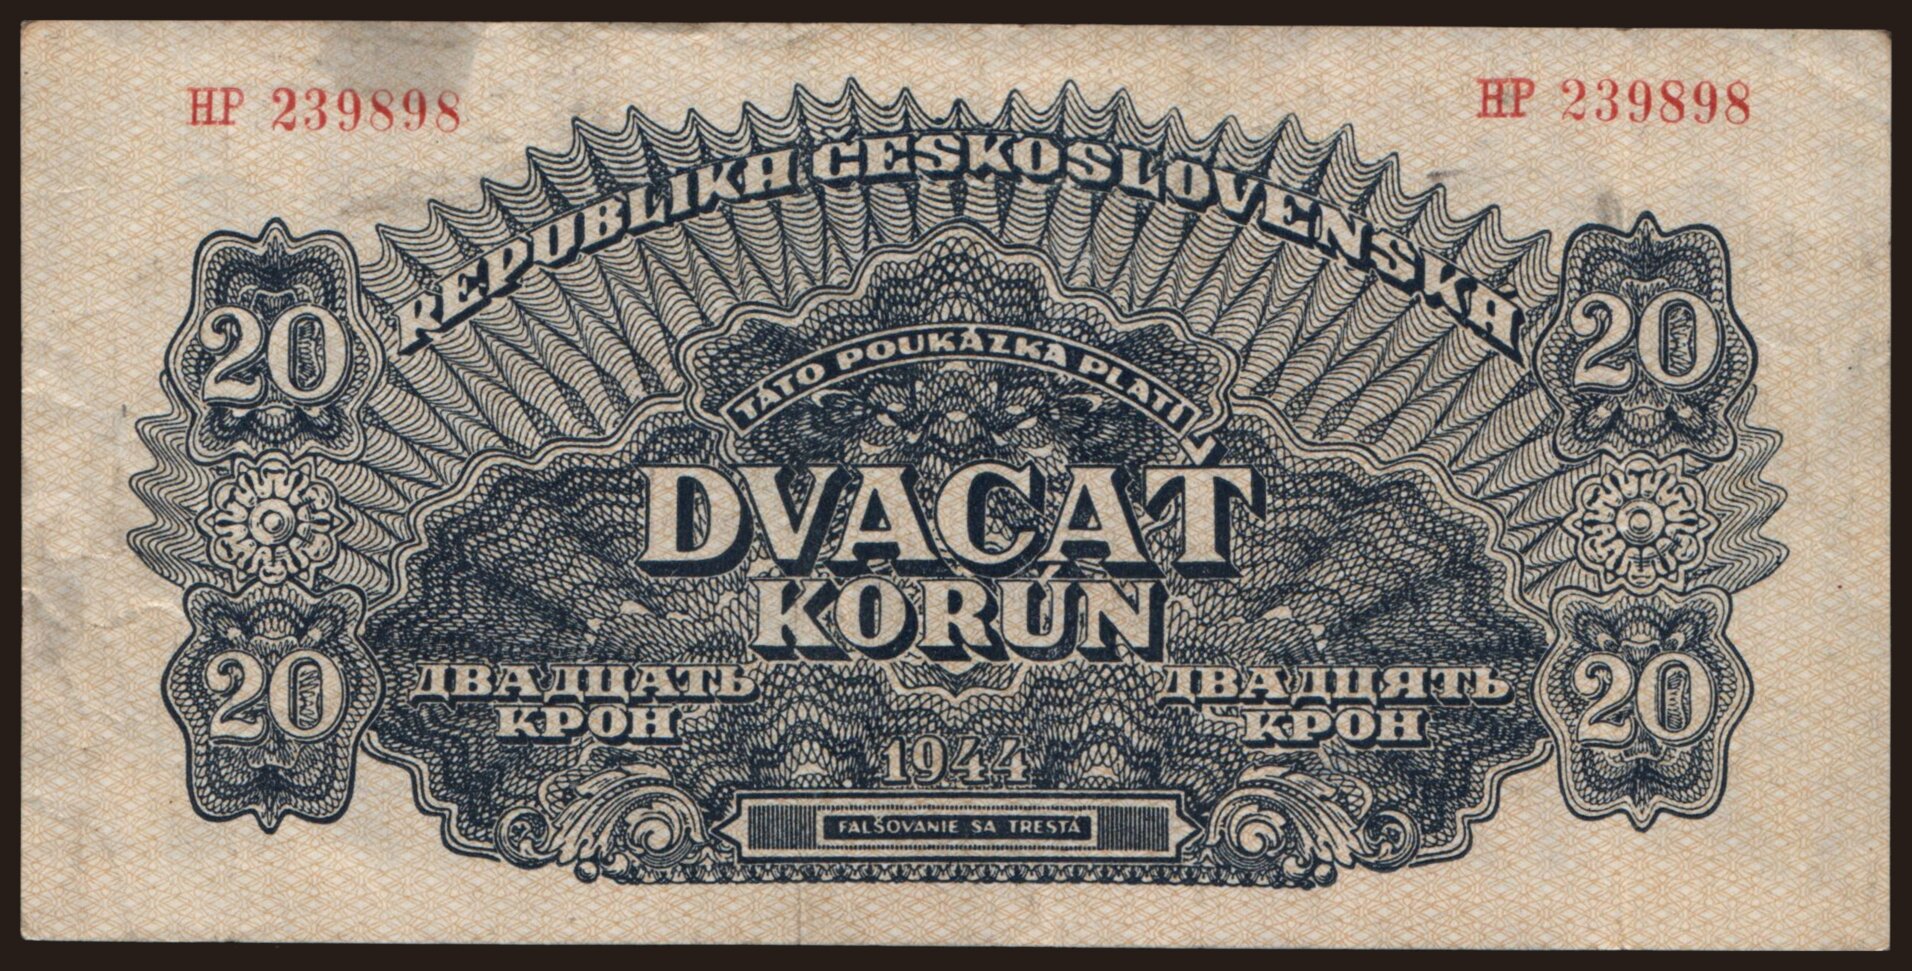 HP 239898 HP 239898
REPUBLIKA ČESKOSLOVENSKÁ
20 20
TÁTO POUKÁZKA PLATÍ
DVACAŤ
KORÚN
20 20
ДВАДЦАТЬ ДВАДЦЯТЬ
КРОН КРОН
1944
FALŠOVANIE SA TRESTÁ